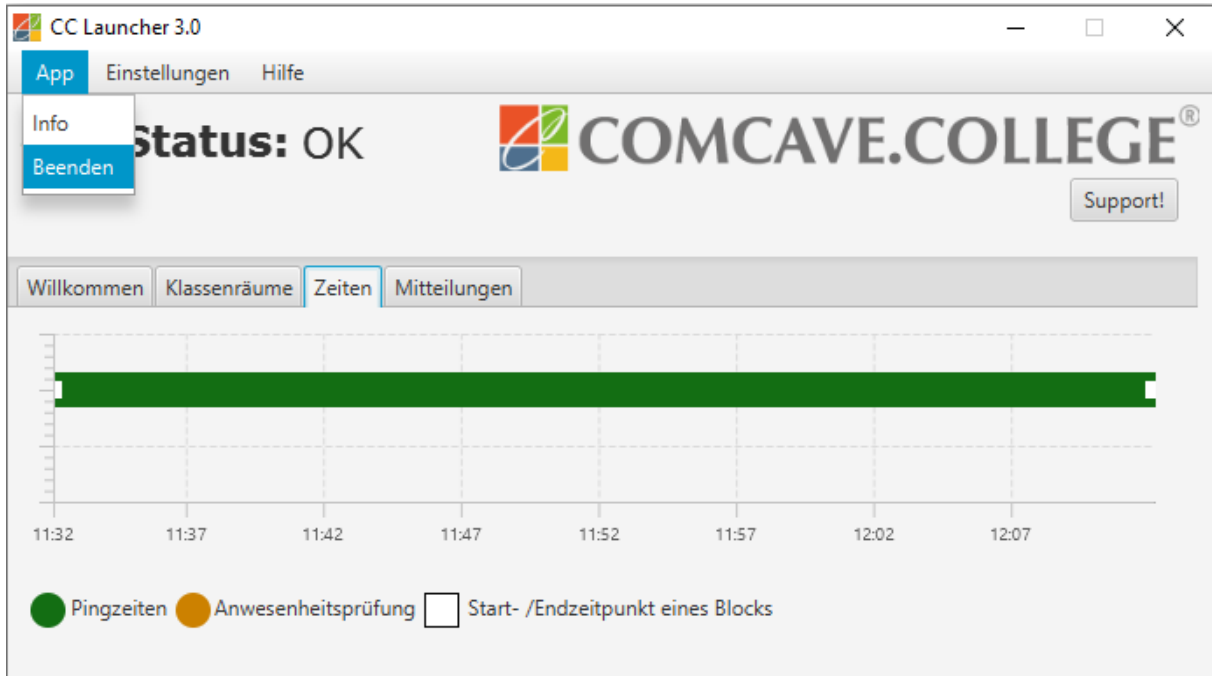 CC Launcher 3.0
App Einstellungen Hilfe
Info
Beenden
Status: OK
COMCAVE.COLLEGE®
Support!
Willkommen Klassenräume Zeiten Mitteilungen
11:32 11:37 11:42 11:47 11:52 11:57 12:02 12:07
Pingzeiten Anwesenheitsprüfung Start- /Endzeitpunkt eines Blocks